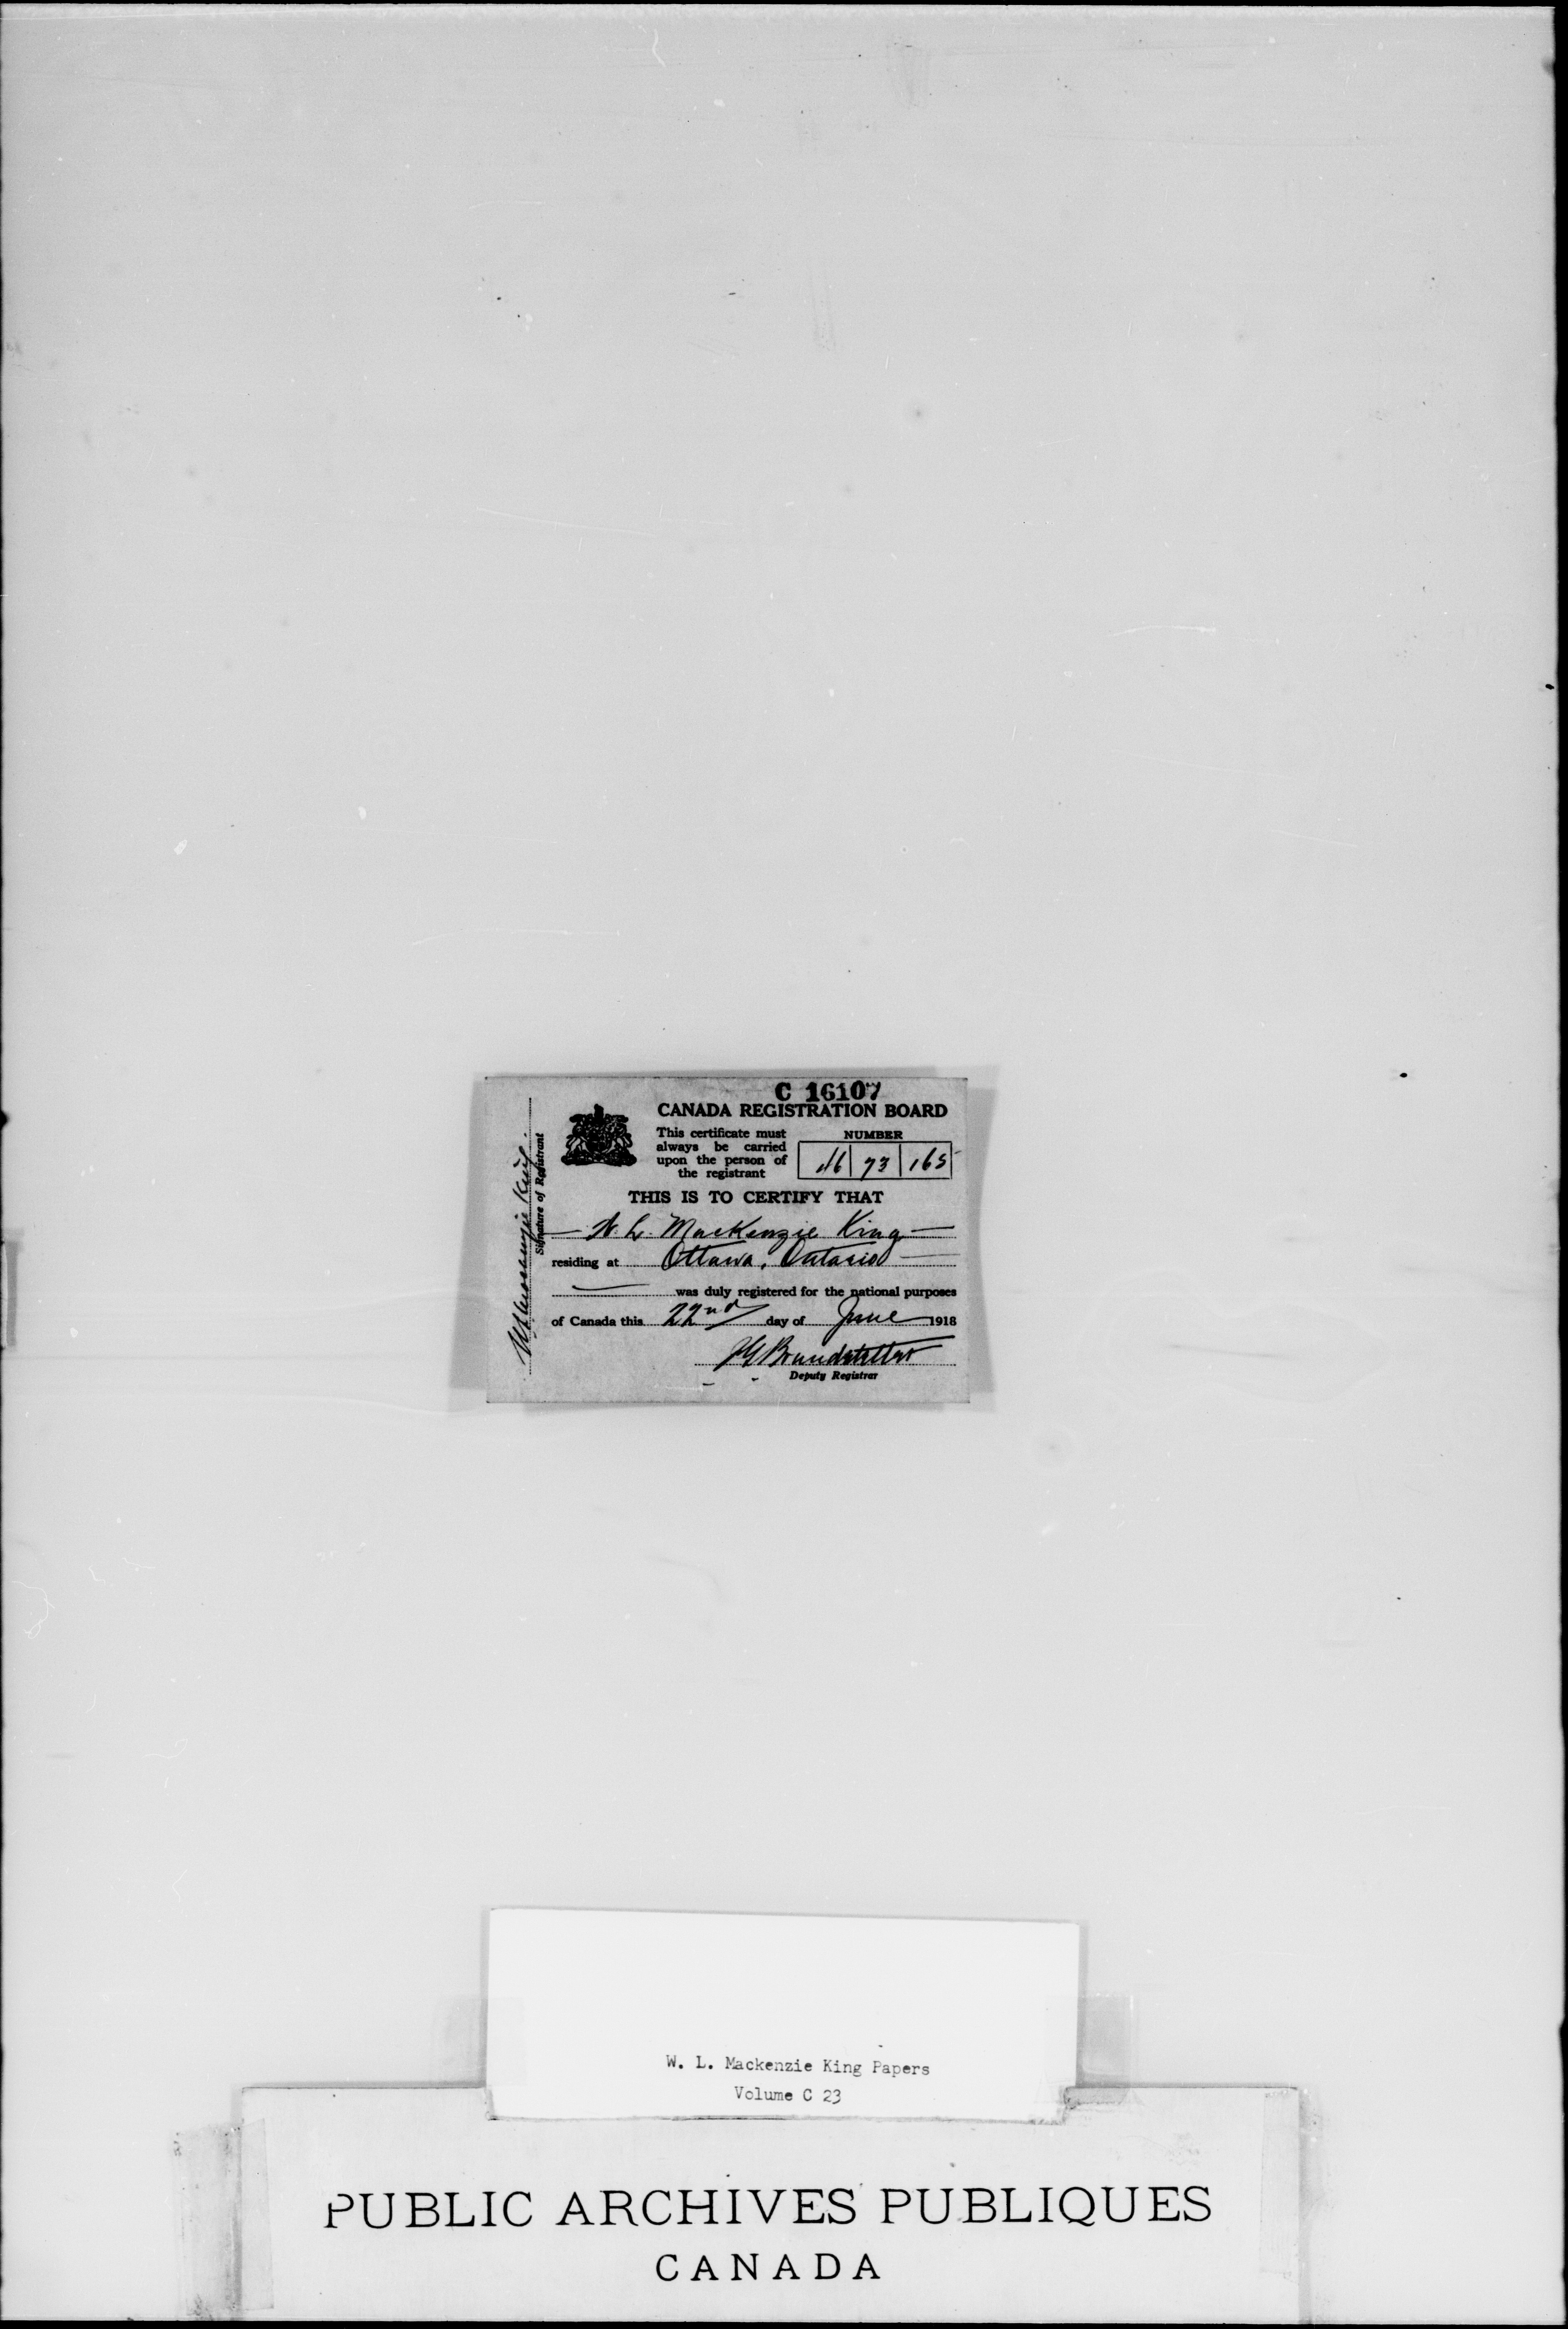 C 16107
CANADA REGISTRATION BOARD
This certificate must
always be carried
upon the person of
the registrant
NUMBER
73 165
THIS IS TO CERTIFY THAT
W. L. MacKenzie King
residing at Ottawa, Ontario
was duly registered for the national purposes
of Canada this 22nd day of June 1918
Deputy Registrar
W L Mackenzie King
Signature of Registrant
W. L. Mackenzie King Papers
Volume C 23
PUBLIC ARCHIVES PUBLIQUES
CANADA